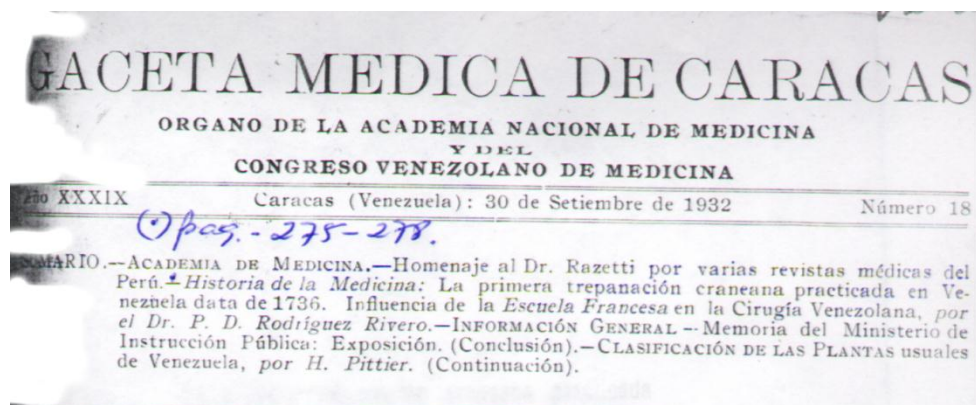 GACETA MEDICA DE CARACAS
ORGANO DE LA ACADEMIA NACIONAL DE MEDICINA
Y DEL
CONGRESO VENEZOLANO DE MEDICINA
Año XXXIX Caracas (Venezuela): 30 de Setiembre de 1932 Número 18
(•) pag. - 275 - 278.
SUMARIO.—ACADEMIA DE MEDICINA.—Homenaje al Dr. Razetti por varias revistas médicas del
Perú.—Historia de la Medicina: La primera trepanación craneana practicada en Ve-
nezuela data de 1736. Influencia de la Escuela Francesa en la Cirugía Venezolana, por
el Dr. P. D. Rodríguez Rivero.—INFORMACIÓN GENERAL—Memoria del Ministerio de
Instrucción Pública: Exposición. (Conclusión).—CLASIFICACIÓN DE LAS PLANTAS usuales
de Venezuela, por H. Pittier. (Continuación).